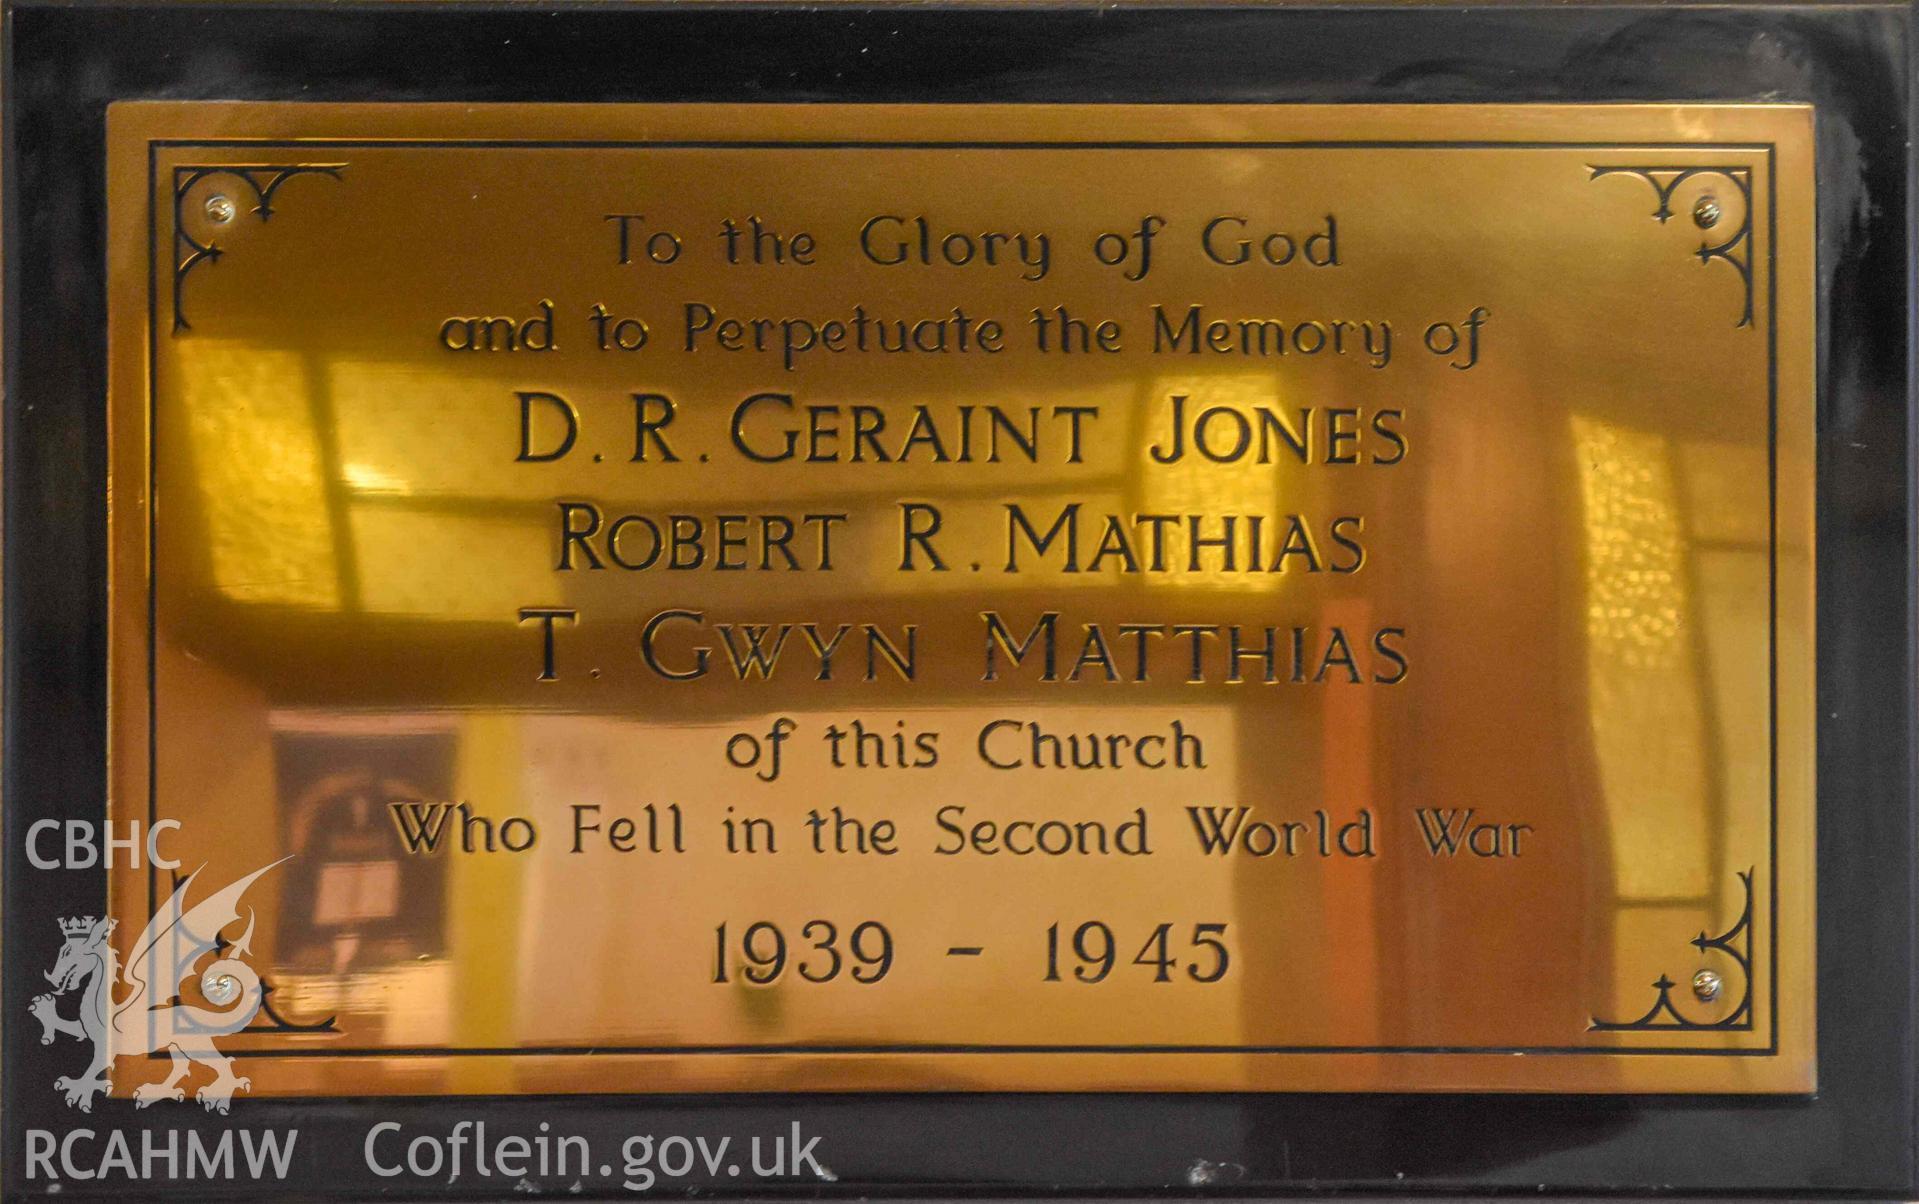 To the Glory of God
and to Perpetuate the Memory of
D. R. GERAINT JONES
ROBERT R. MATHIAS
T. GWYN MATTHIAS
of this Church
Who Fell in the Second World War
1939 - 1945
CBHC
RCAHMW
Coflein.gov.uk